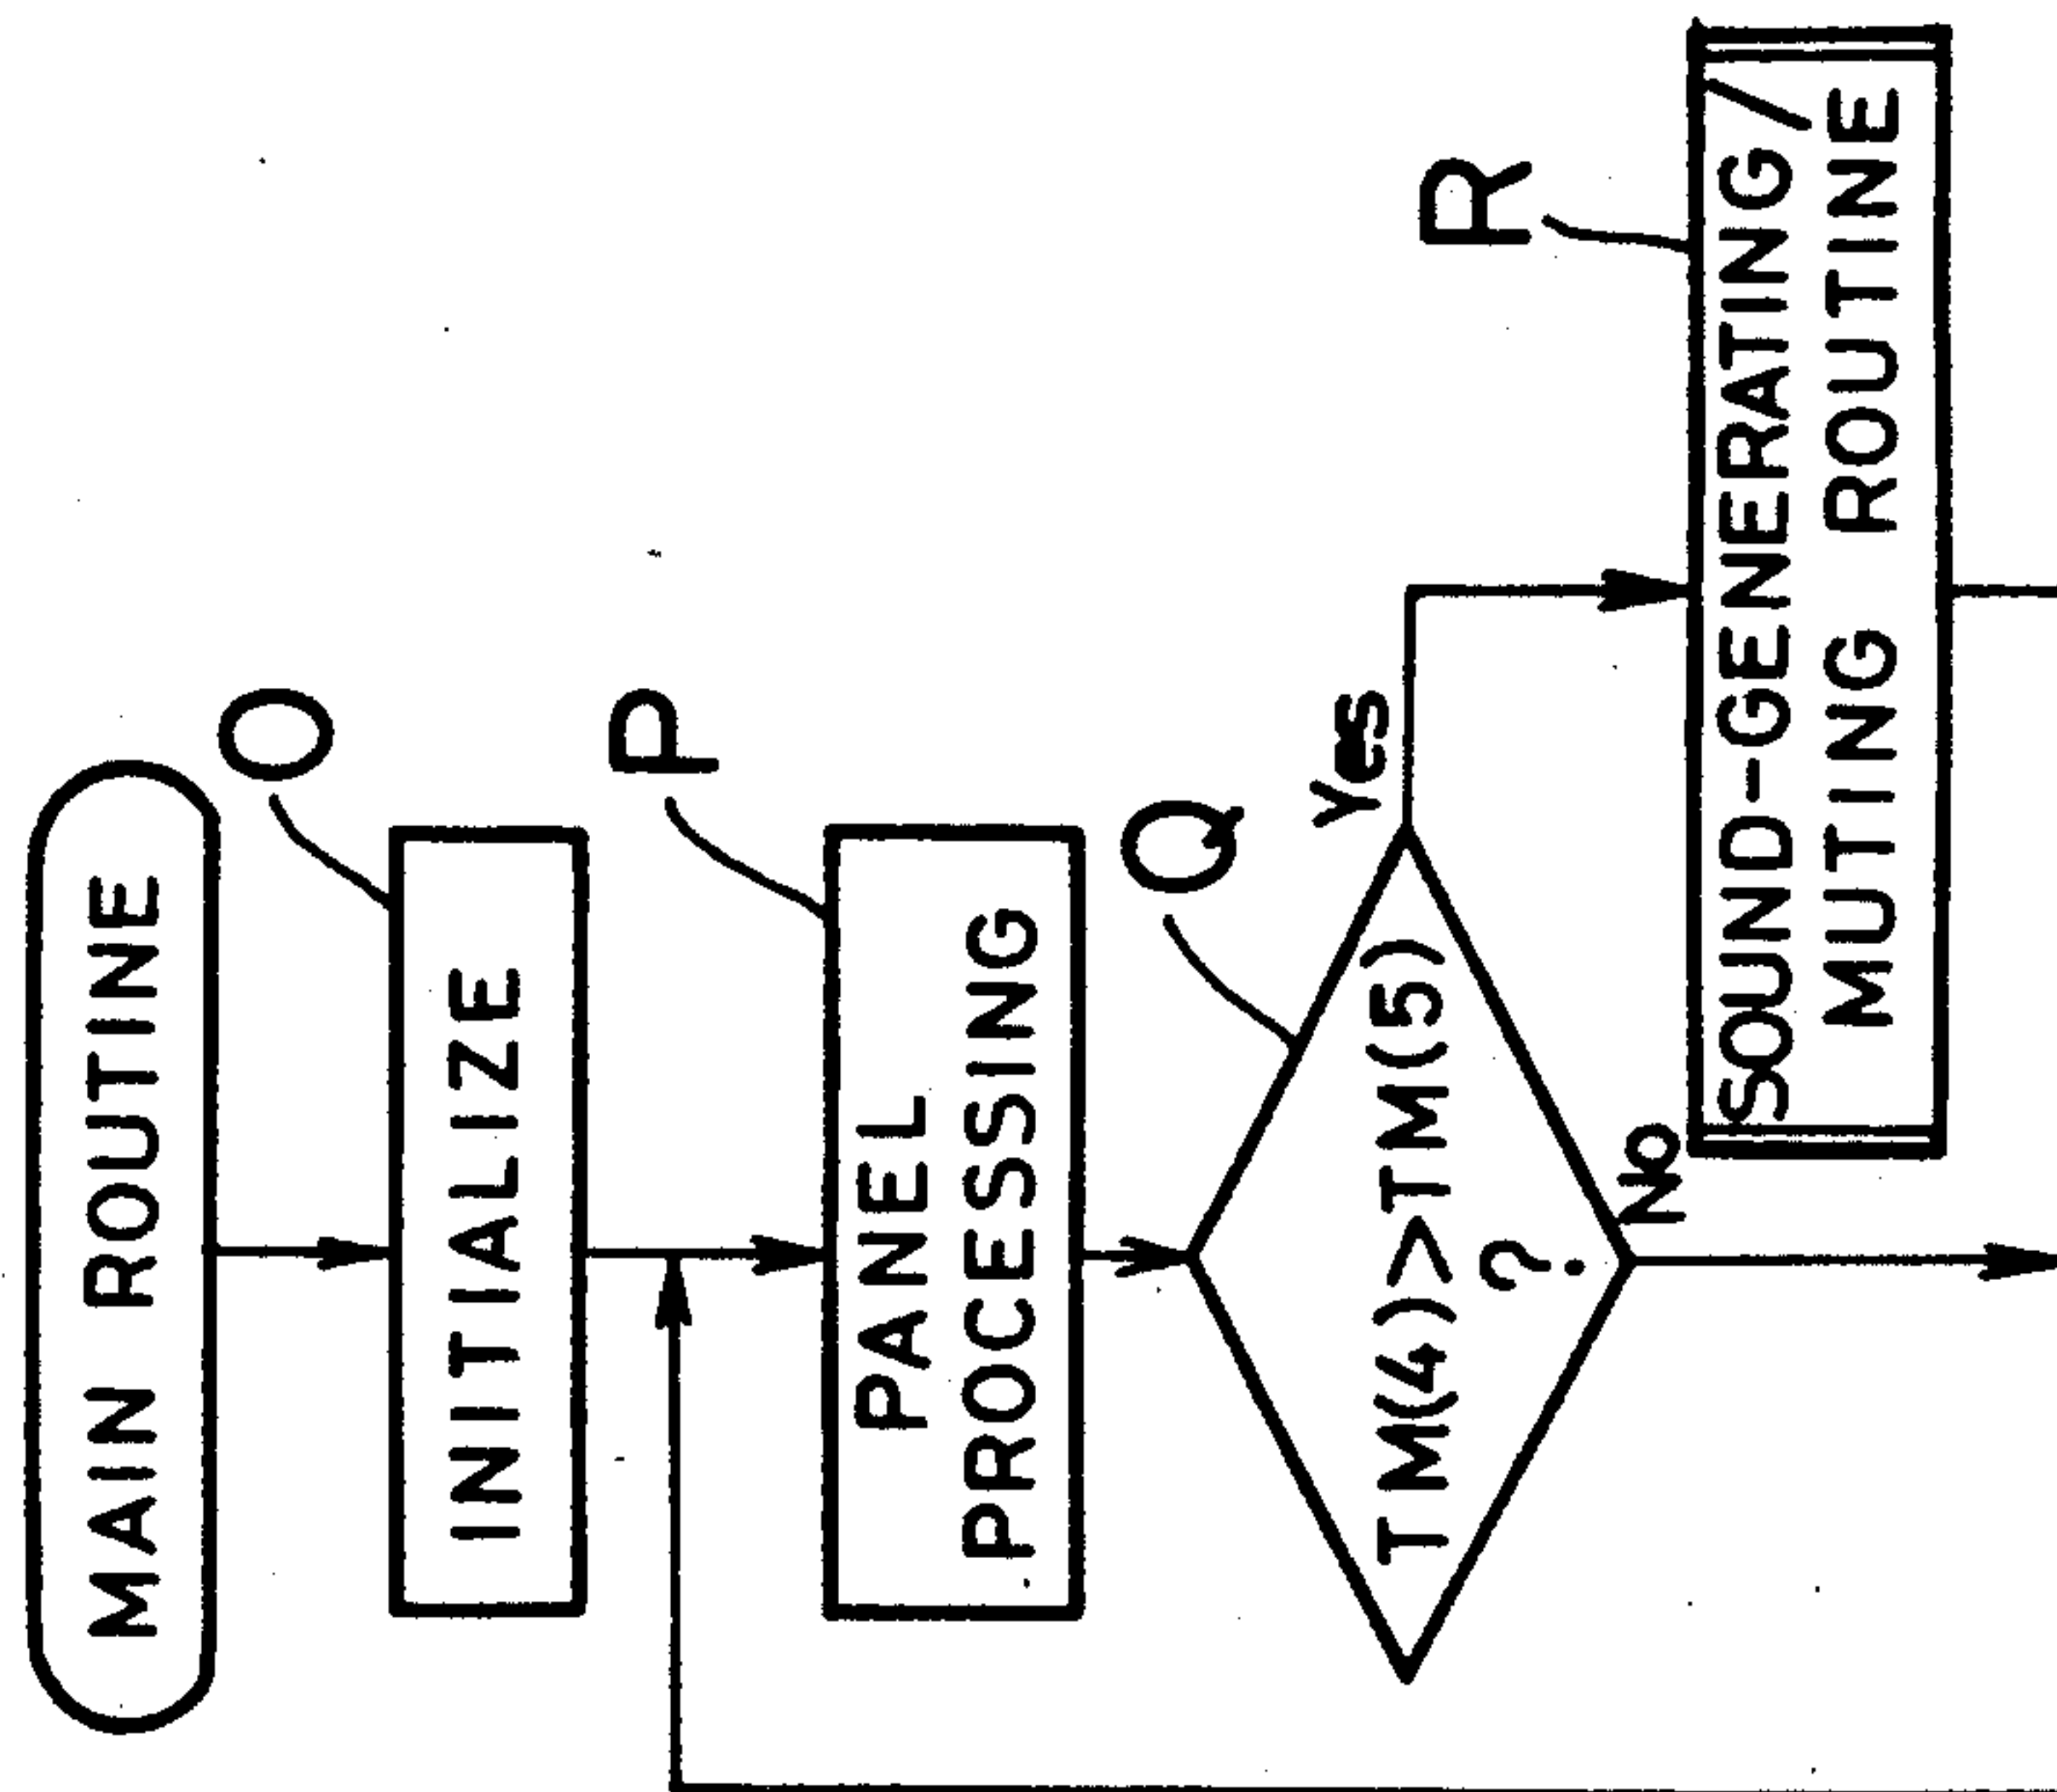 MAIN ROUTINE
O
INITIALIZE
P
PANEL
PROCESSING
Q
TM(4)>TM(5)
?
Yes
No
R
SOUND-GENERATING/
MUTING ROUTINE